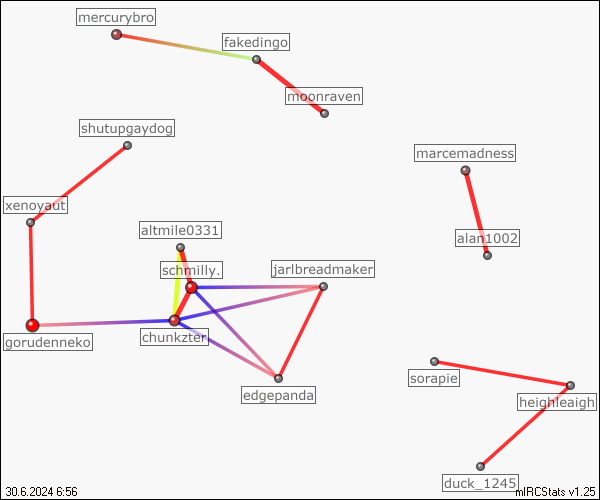 mercurybro
fakedingo
moonraven
shutupgaydog
marcemadness
xenoyaut
altmile0331
alan1002
schmilly.
jarlbreadmaker
gorudenneko
chunkzter
sorapie
edgepanda
heighleaigh
duck_1245
30.6.2024 6:56
mIRCStats v1.25